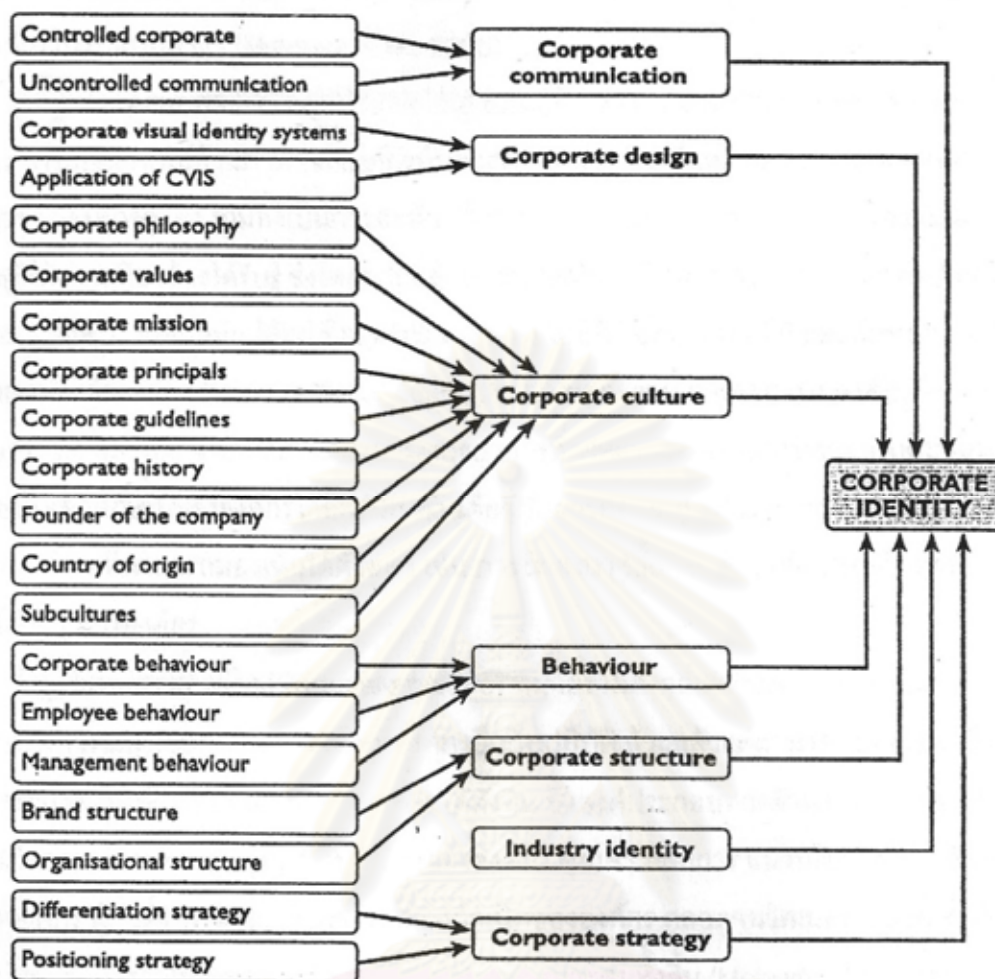 Controlled corporate
Uncontrolled communication
Corporate visual identity systems
Application of CVIS
Corporate philosophy
Corporate values
Corporate mission
Corporate principals
Corporate guidelines
Corporate history
Founder of the company
Country of origin
Subcultures
Corporate behaviour
Employee behaviour
Management behaviour
Brand structure
Organisational structure
Differentiation strategy
Positioning strategy
Corporate
communication
Corporate design
Corporate culture
Behaviour
Corporate structure
Industry identity
Corporate strategy
CORPORATE
IDENTITY